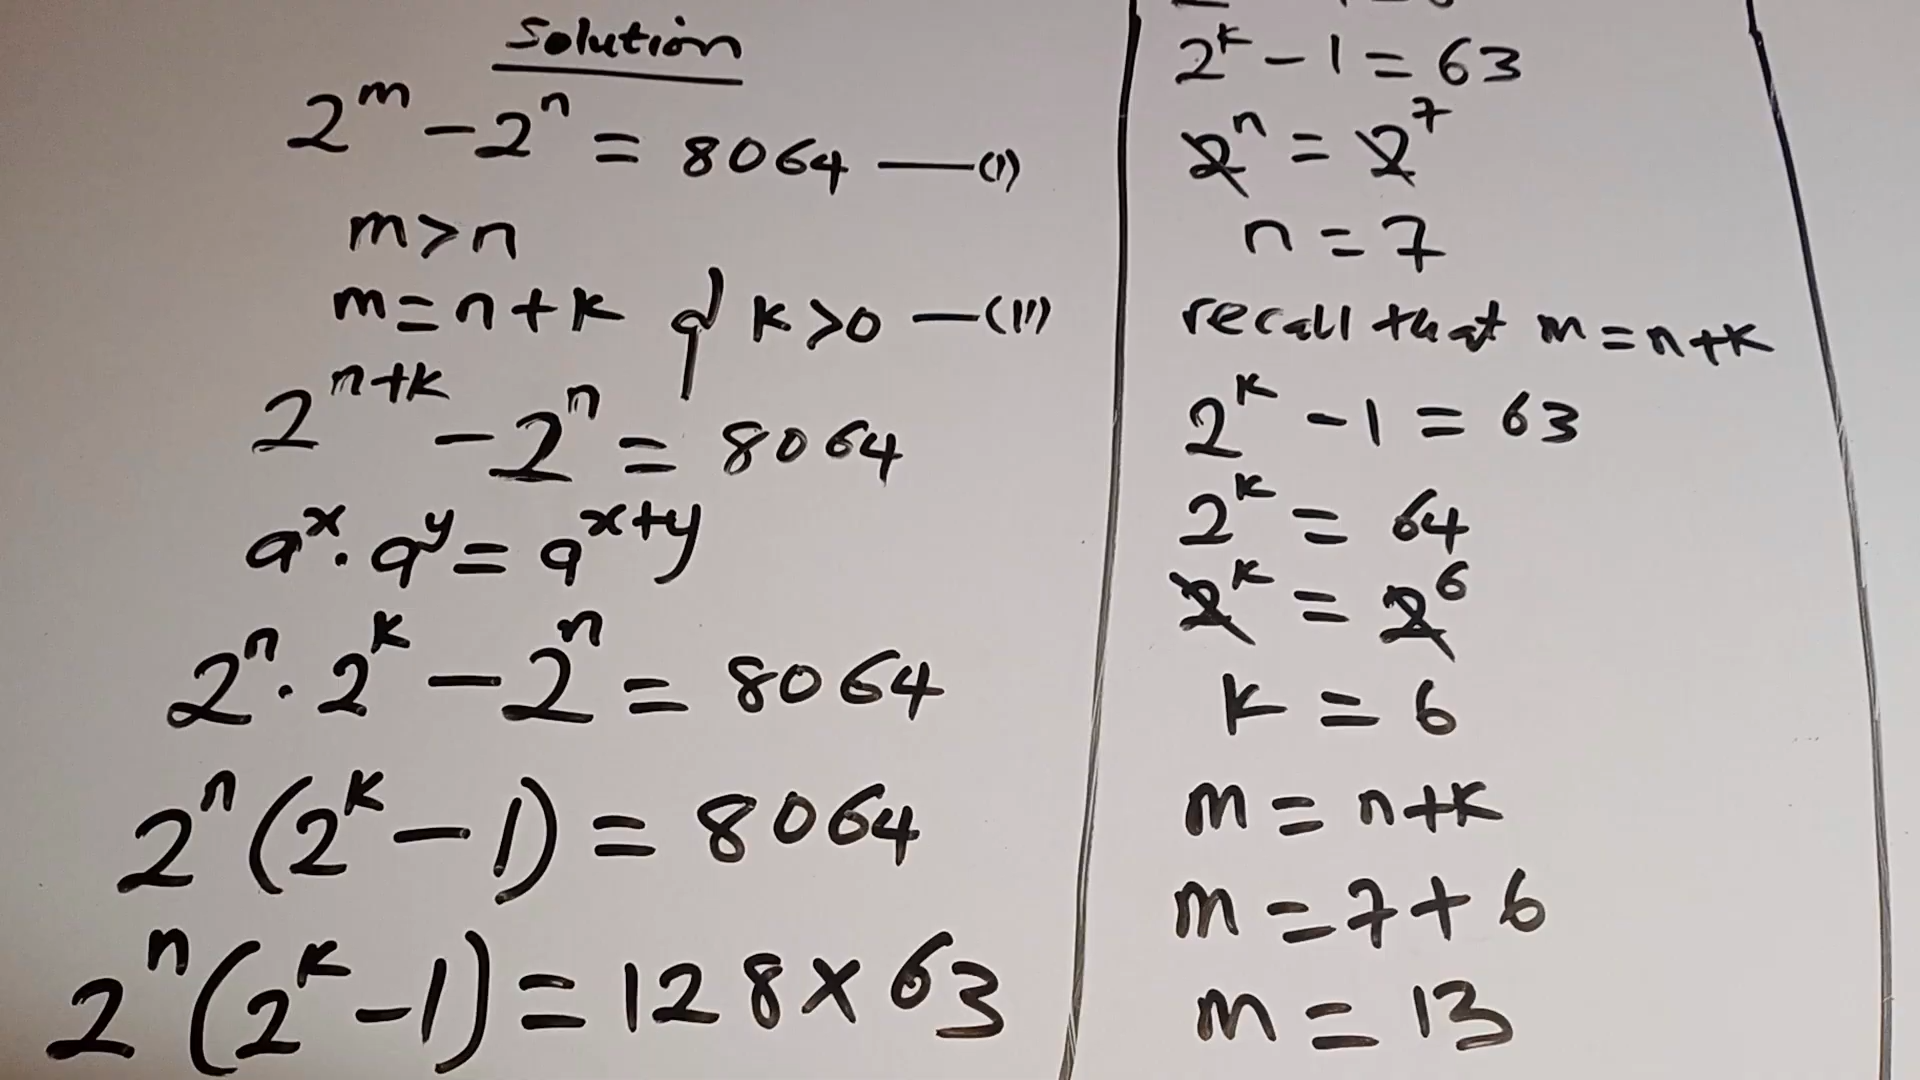 Solution
2^m - 2^n = 8064 —(I)
m>n
m=n+k & k>0 —(II)
2^{n+k} - 2^n = 8064
a^x . a^y = a^{x+y}
2^n . 2^k - 2^n = 8064
2^n (2^k - 1) = 8064
2^n (2^k - 1) = 128 × 63
2^k - 1 = 63
2^n = 2^7
n = 7
recall that m = n+k
2^k - 1 = 63
2^k = 64
2^k = 2^6
k = 6
m = n+k
m = 7 + 6
m = 13